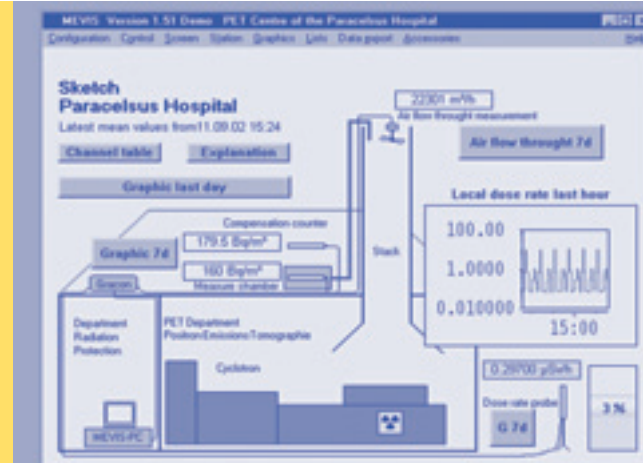 MEVIS Version 1.51 Demo PET Centre of the Paracelsus Hospital
Configuration Control Screen Station Graphics Lists Data export Accessories
Sketch
Paracelsus Hospital
Latest mean values from11.09.02 15:24
Channel table
Explanation
Graphic last day
22301 m³/h
Air flow throught measurement
Air flow throught 7d
Local dose rate last hour
100.00
1.0000
0.010000
15:00
Compensation counter
179.5 Bq/m³
Graphic 7d
160 Bq/m³
Measure chamber
Stack
Department
Radiation
Protection
PET Department
Positron/Emissions/Tomographie
Cyclotron
MEVIS-PC
0.29700 µSv/h
Dose rate probe
G 7d
3 %